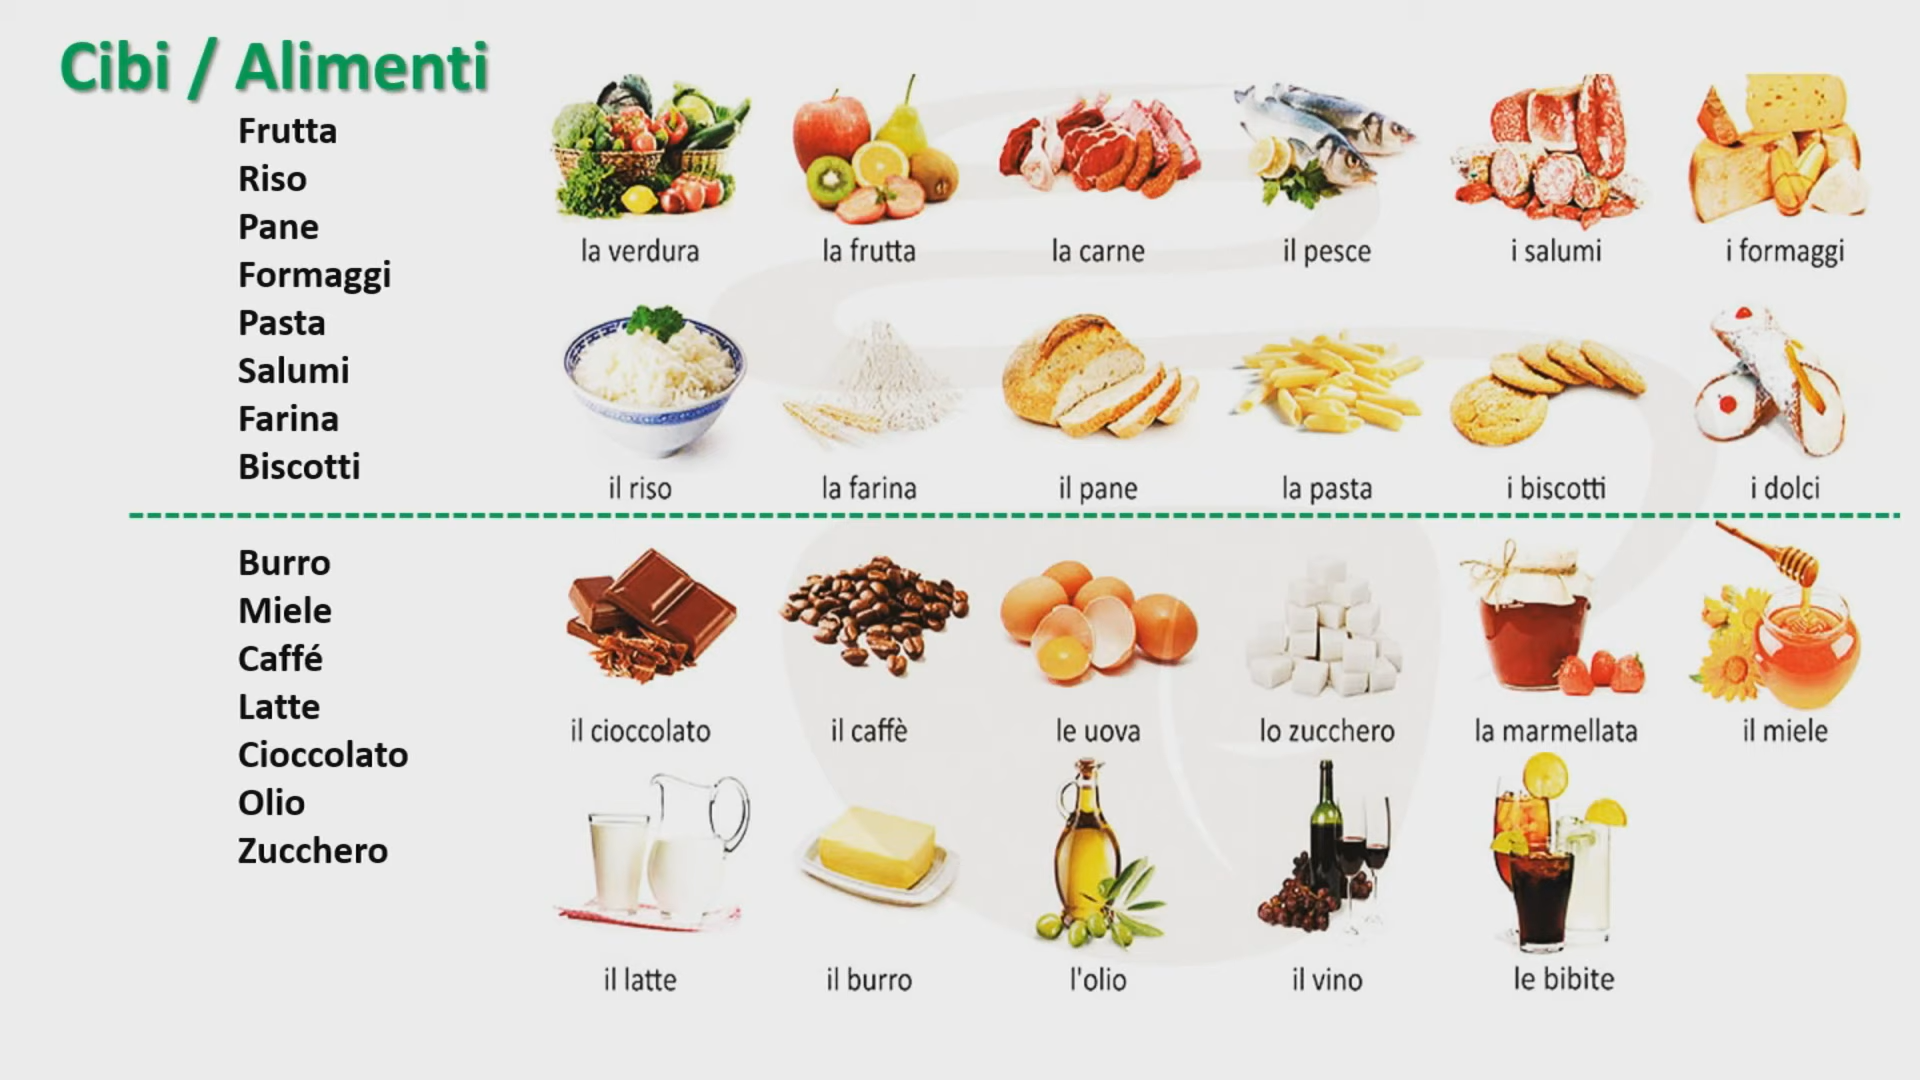 Cibi / Alimenti
Frutta
Riso
Pane
Formaggi
Pasta
Salumi
Farina
Biscotti
la verdura
la frutta
la carne
il pesce
i salumi
i formaggi
il riso
la farina
il pane
la pasta
i biscotti
i dolci
Burro
Miele
Caffé
Latte
Cioccolato
Olio
Zucchero
il cioccolato
il caffè
le uova
lo zucchero
la marmellata
il miele
il latte
il burro
l'olio
il vino
le bibite